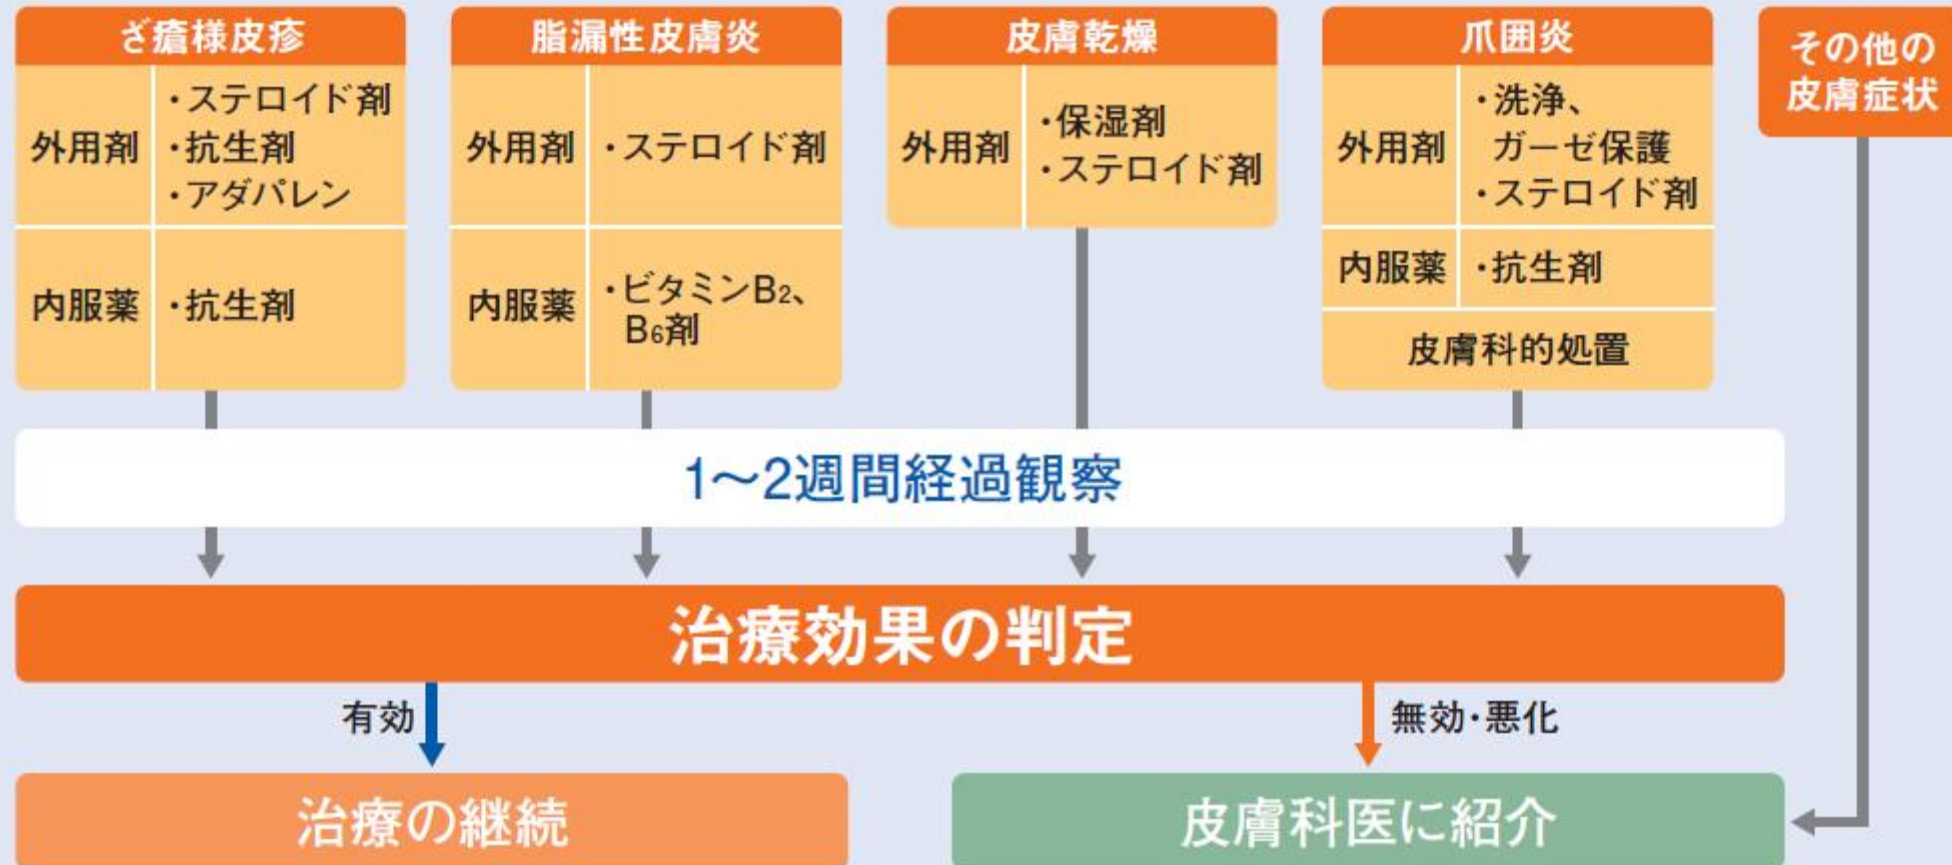 ざ瘡様皮疹
外用剤
・ステロイド剤
・抗生剤
・アダパレン
内服薬
・抗生剤
脂漏性皮膚炎
外用剤
・ステロイド剤
内服薬
・ビタミンB2、
B6剤
皮膚乾燥
外用剤
・保湿剤
・ステロイド剤
爪囲炎
外用剤
・洗浄、
ガーゼ保護
・ステロイド剤
内服薬
・抗生剤
皮膚科的処置
その他の
皮膚症状
1〜2週間経過観察
治療効果の判定
有効
無効・悪化
治療の継続
皮膚科医に紹介